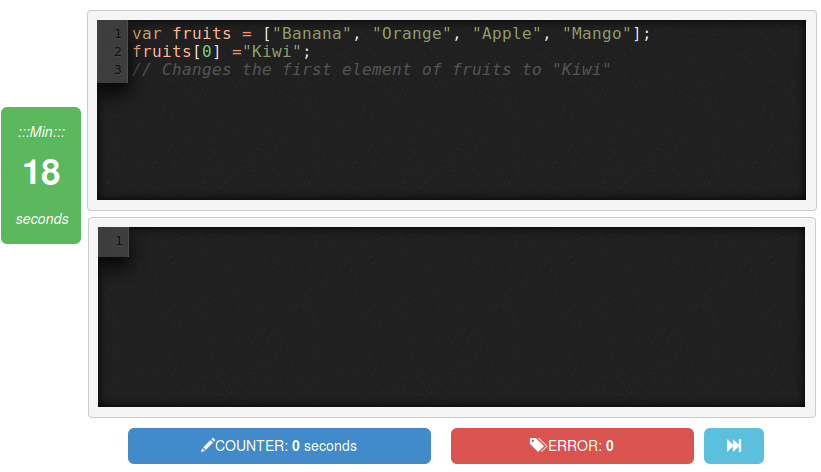 :::Min:::
18
seconds
1 var fruits = ["Banana", "Orange", "Apple", "Mango"];
2 fruits[0] ="Kiwi";
3 // Changes the first element of fruits to "Kiwi"
1
COUNTER: 0 seconds
ERROR: 0